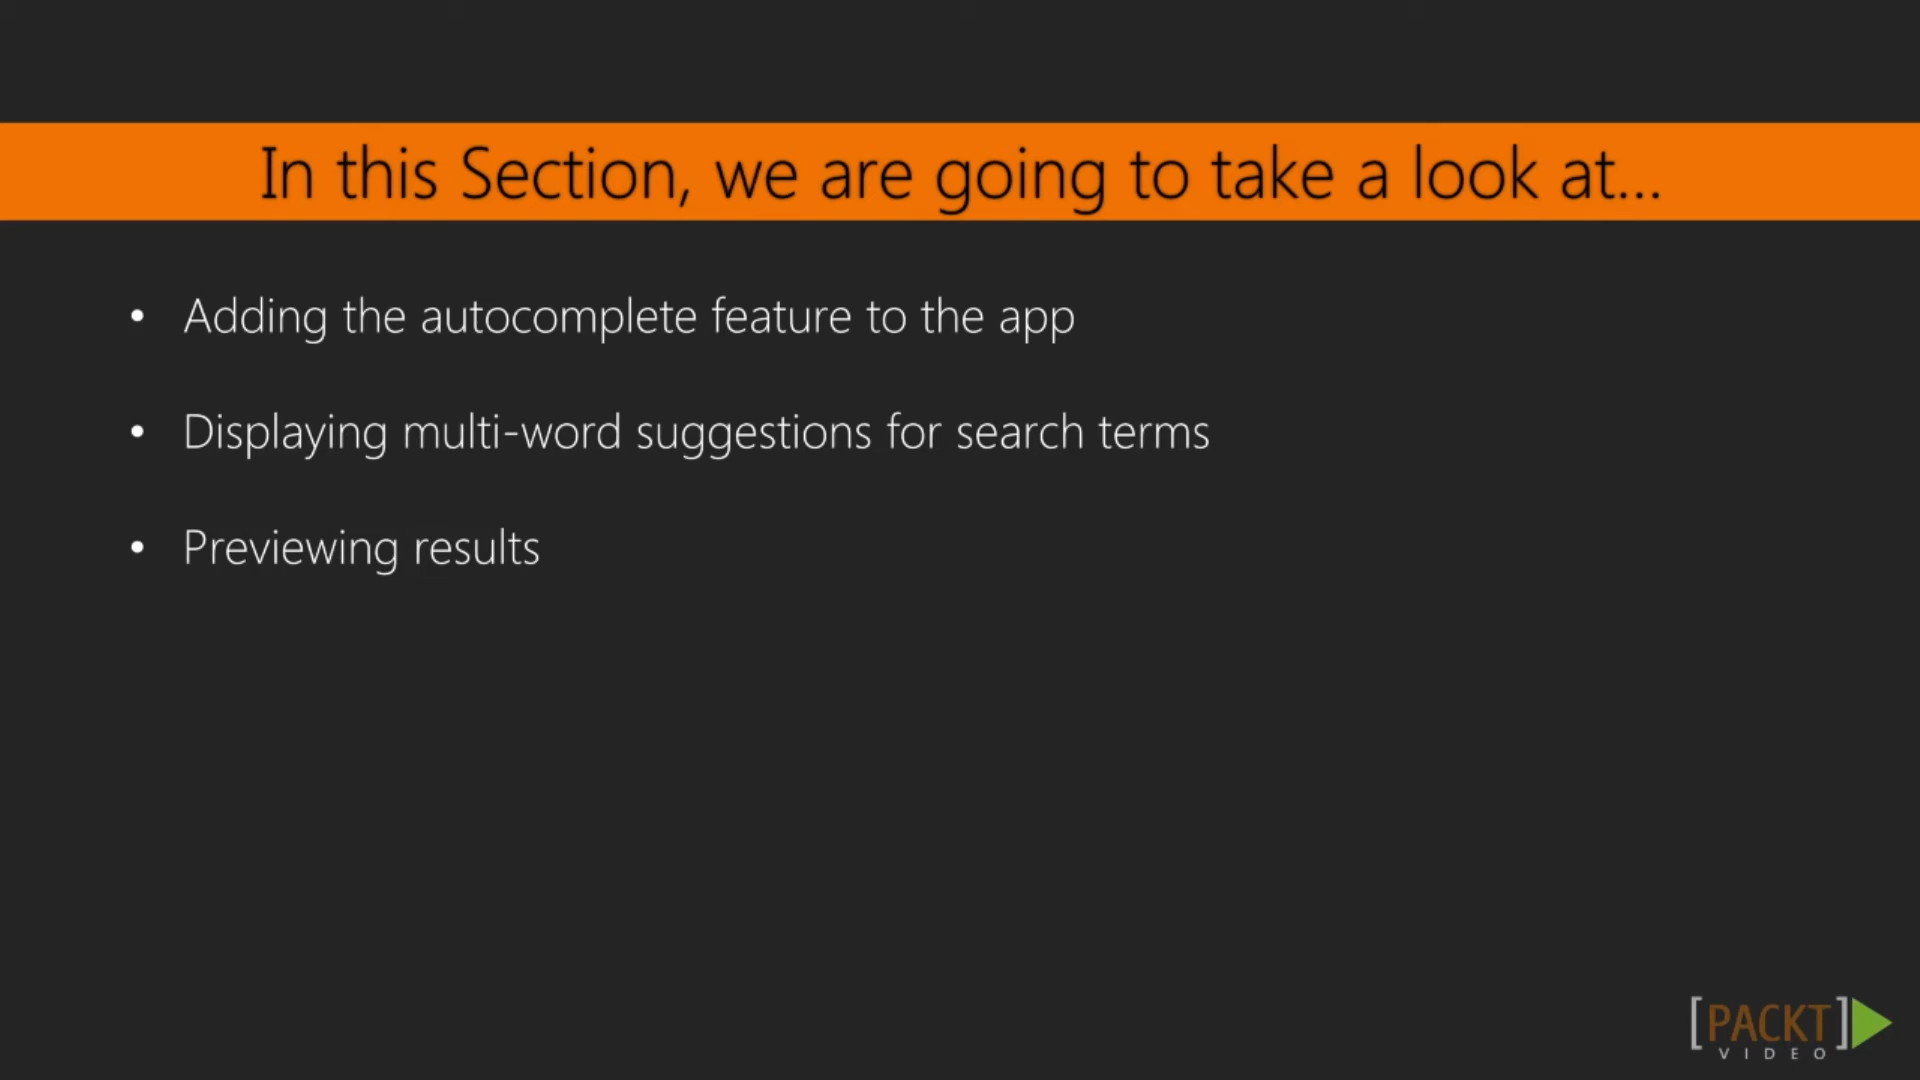 In this Section, we are going to take a look at...
• Adding the autocomplete feature to the app
• Displaying multi-word suggestions for search terms
• Previewing results
[PACKT]
VIDEO